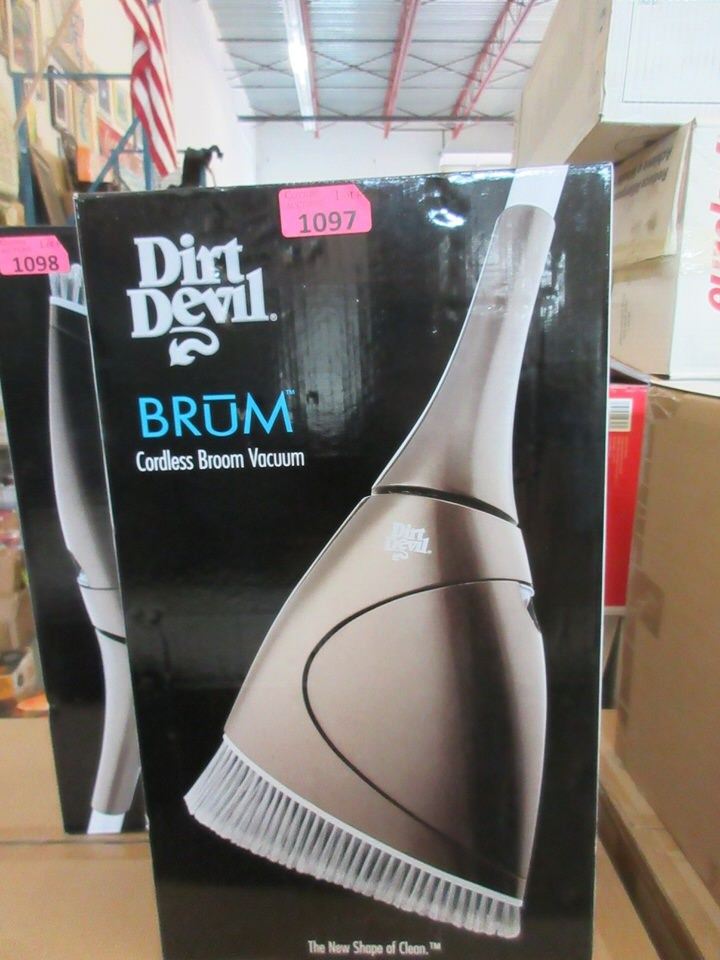 1097
1098
Dirt
Devil®
BRŪM™
Cordless Broom Vacuum
Dirt
Devil
The New Shape of Clean.™